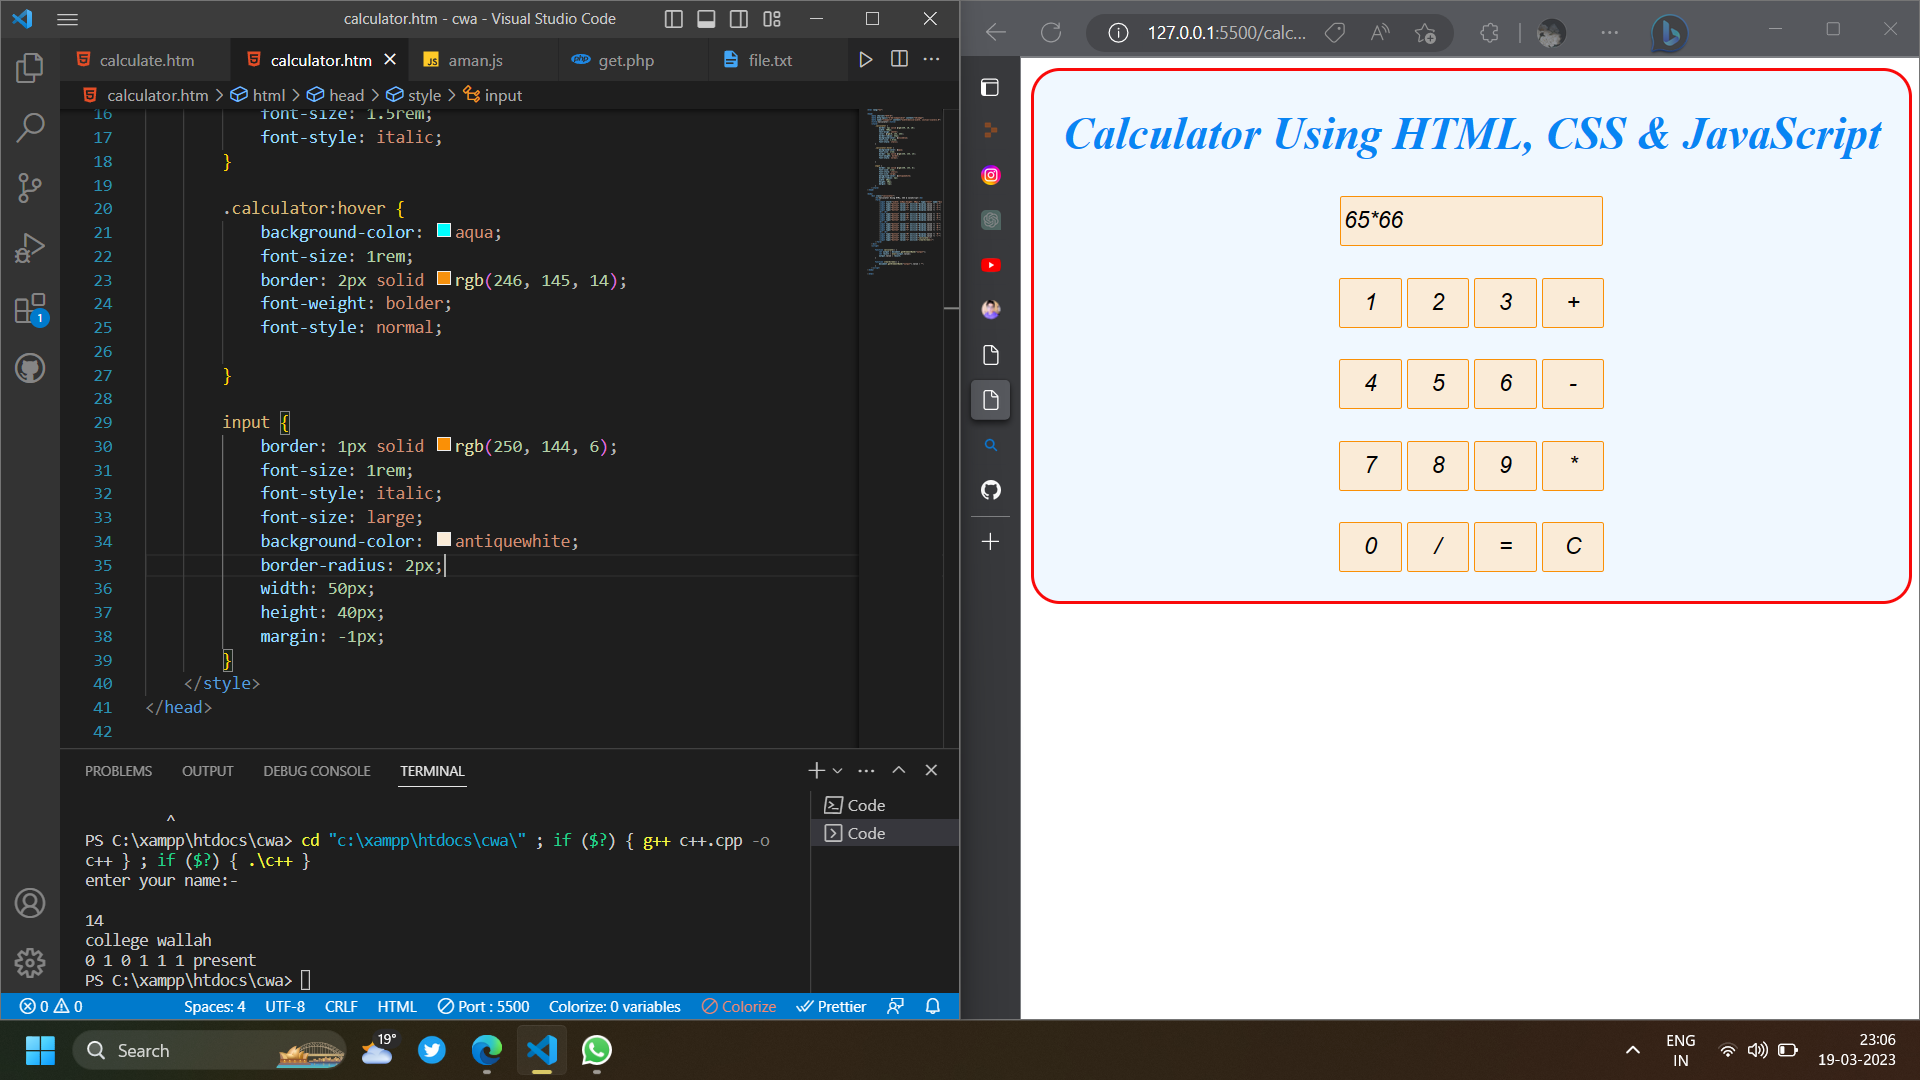 calculator.htm - cwa - Visual Studio Code
calculate.htm
calculator.htm
JS aman.js
php get.php
file.txt
calculator.htm > html > head > style > input
16 font-size: 1.5rem;
17 font-style: italic;
18 }
19
20 .calculator:hover {
21 background-color: aqua;
22 font-size: 1rem;
23 border: 2px solid rgb(246, 145, 14);
24 font-weight: bolder;
25 font-style: normal;
26
27 }
28
29 input {
30 border: 1px solid rgb(250, 144, 6);
31 font-size: 1rem;
32 font-style: italic;
33 font-size: large;
34 background-color: antiquewhite;
35 border-radius: 2px;
36 width: 50px;
37 height: 40px;
38 margin: -1px;
39 }
40 </style>
41 </head>
42
1
PROBLEMS OUTPUT DEBUG CONSOLE TERMINAL
Code
Code
^
PS C:\xampp\htdocs\cwa> cd "c:\xampp\htdocs\cwa\" ; if ($?) { g++ c++.cpp -o
c++ } ; if ($?) { .\c++ }
enter your name:-
14
college wallah
0 1 0 1 1 1 present
PS C:\xampp\htdocs\cwa>
0 0 Spaces: 4 UTF-8 CRLF HTML Port : 5500 Colorize: 0 variables Colorize Prettier
127.0.0.1:5500/calc...
Calculator Using HTML, CSS & JavaScript
65*66
1 2 3 +
4 5 6 -
7 8 9 *
0 / = C
Search
19°
ENG
IN
23:06
19-03-2023